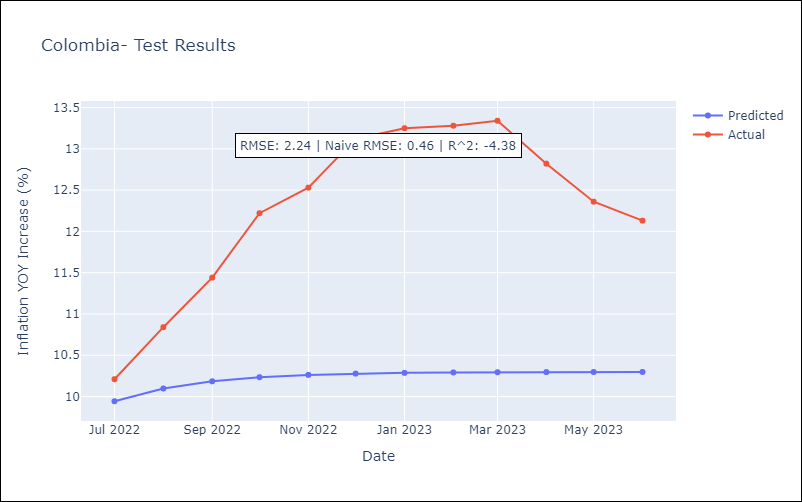 Colombia- Test Results
Predicted
Actual
RMSE: 2.24 | Naive RMSE: 0.46 | R^2: -4.38
Inflation YOY Increase (%)
13.5
13
12.5
12
11.5
11
10.5
10
Jul 2022 Sep 2022 Nov 2022 Jan 2023 Mar 2023 May 2023
Date